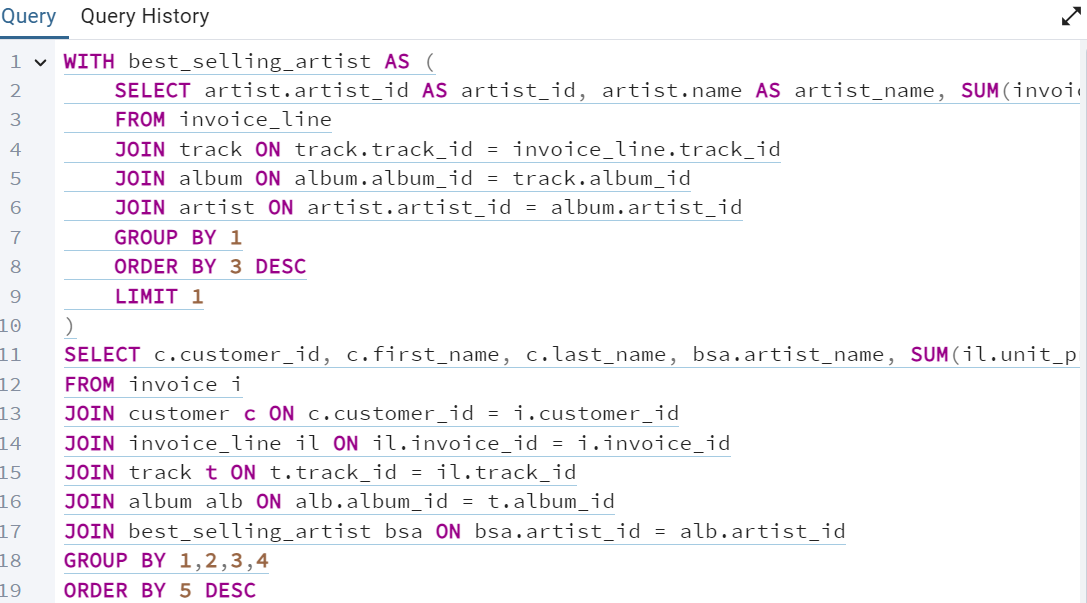 Query Query History
1 WITH best_selling_artist AS (
2 SELECT artist.artist_id AS artist_id, artist.name AS artist_name, SUM(
3 FROM invoice_line
4 JOIN track ON track.track_id = invoice_line.track_id
5 JOIN album ON album.album_id = track.album_id
6 JOIN artist ON artist.artist_id = album.artist_id
7 GROUP BY 1
8 ORDER BY 3 DESC
9 LIMIT 1
10 )
11 SELECT c.customer_id, c.first_name, c.last_name, bsa.artist_name, SUM(il.unit_p
12 FROM invoice i
13 JOIN customer c ON c.customer_id = i.customer_id
14 JOIN invoice_line il ON il.invoice_id = i.invoice_id
15 JOIN track t ON t.track_id = il.track_id
16 JOIN album alb ON alb.album_id = t.album_id
17 JOIN best_selling_artist bsa ON bsa.artist_id = alb.artist_id
18 GROUP BY 1,2,3,4
19 ORDER BY 5 DESC